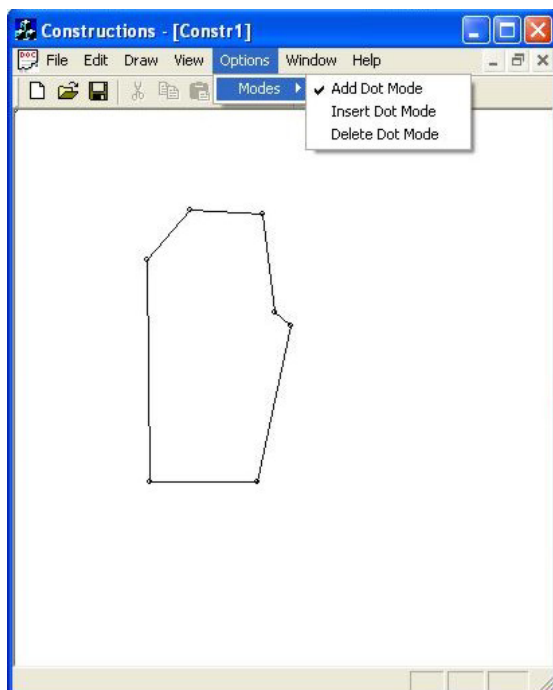 Constructions - [Constr1]
File Edit Draw View Options Window Help
Modes
Add Dot Mode
Insert Dot Mode
Delete Dot Mode